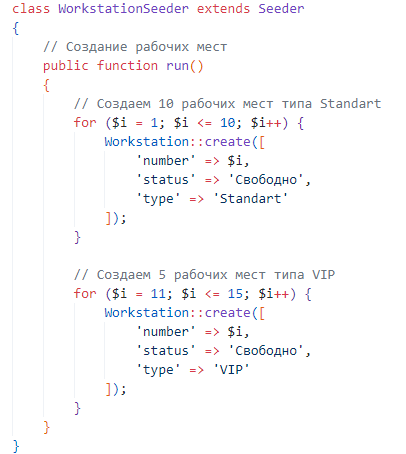 class WorkstationSeeder extends Seeder
{
    // Создание рабочих мест
    public function run()
    {
        // Создаем 10 рабочих мест типа Standart
        for ($i = 1; $i <= 10; $i++) {
            Workstation::create([
                'number' => $i,
                'status' => 'Свободно',
                'type' => 'Standart'
            ]);
        }

        // Создаем 5 рабочих мест типа VIP
        for ($i = 11; $i <= 15; $i++) {
            Workstation::create([
                'number' => $i,
                'status' => 'Свободно',
                'type' => 'VIP'
            ]);
        }
    }
}